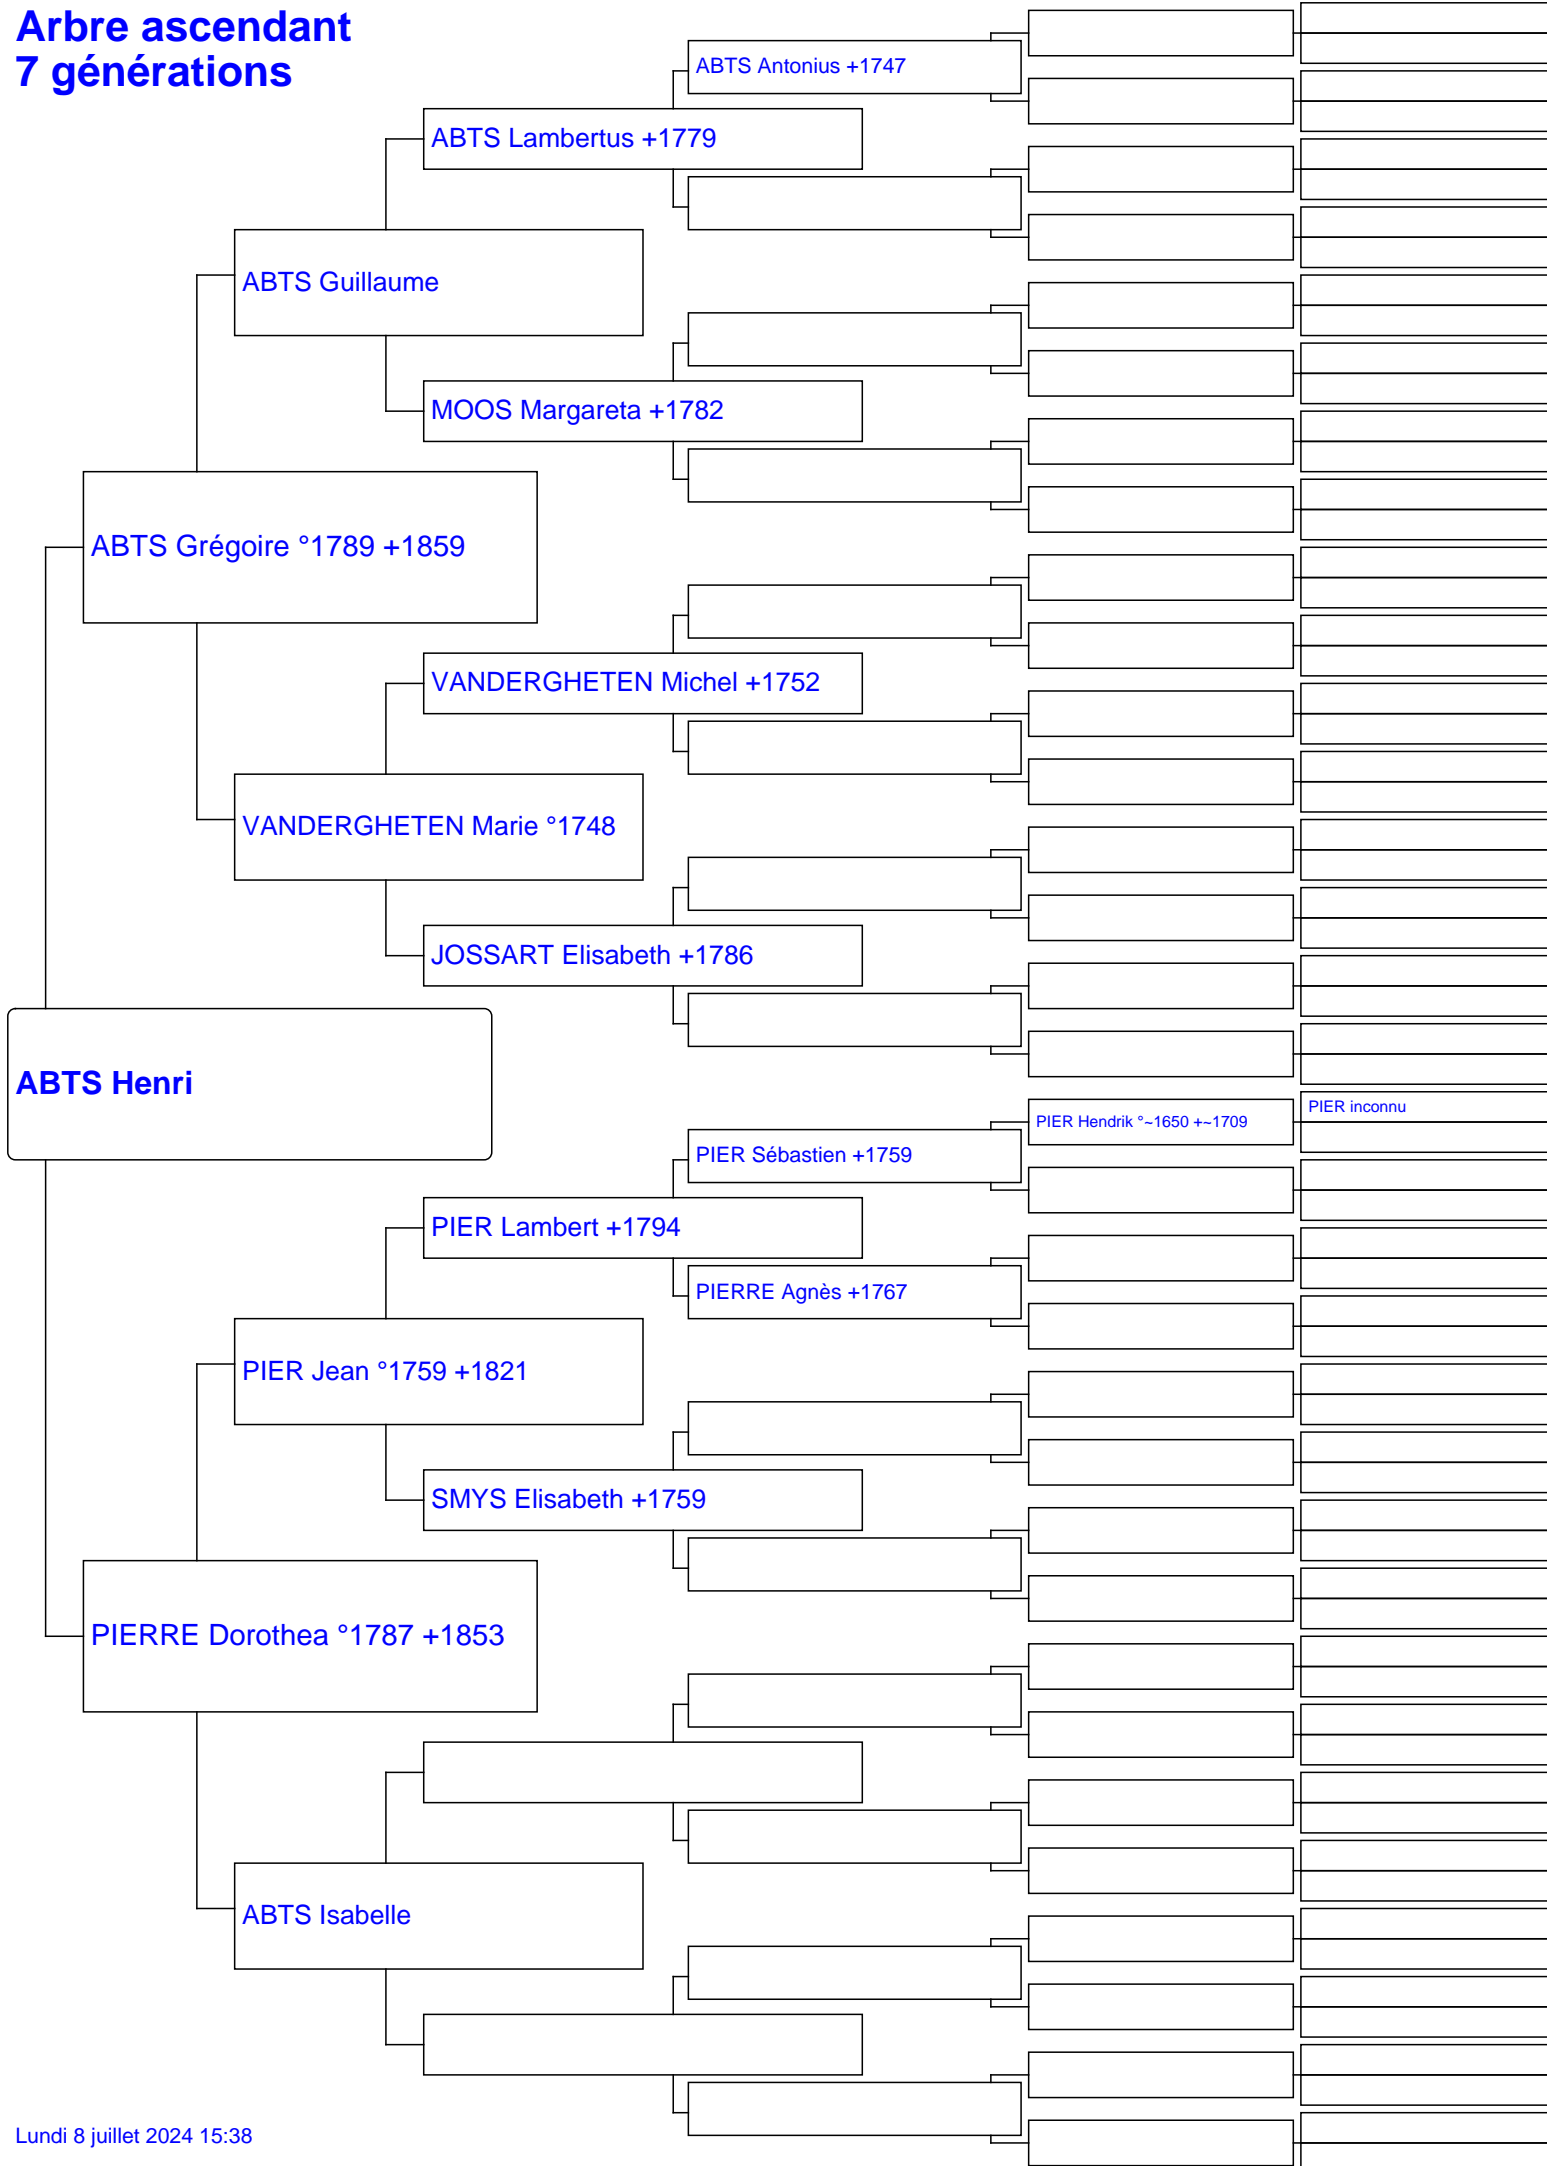 Arbre ascendant
7 générations
ABTS Antonius +1747
ABTS Lambertus +1779
ABTS Guillaume
MOOS Margareta +1782
ABTS Grégoire °1789 +1859
VANDERGHETEN Michel +1752
VANDERGHETEN Marie °1748
JOSSART Elisabeth +1786
ABTS Henri
PIER inconnu
PIER Hendrik °~1650 +~1709
PIER Sébastien +1759
PIER Lambert +1794
PIERRE Agnès +1767
PIER Jean °1759 +1821
SMYS Elisabeth +1759
PIERRE Dorothea °1787 +1853
ABTS Isabelle
Lundi 8 juillet 2024 15:38